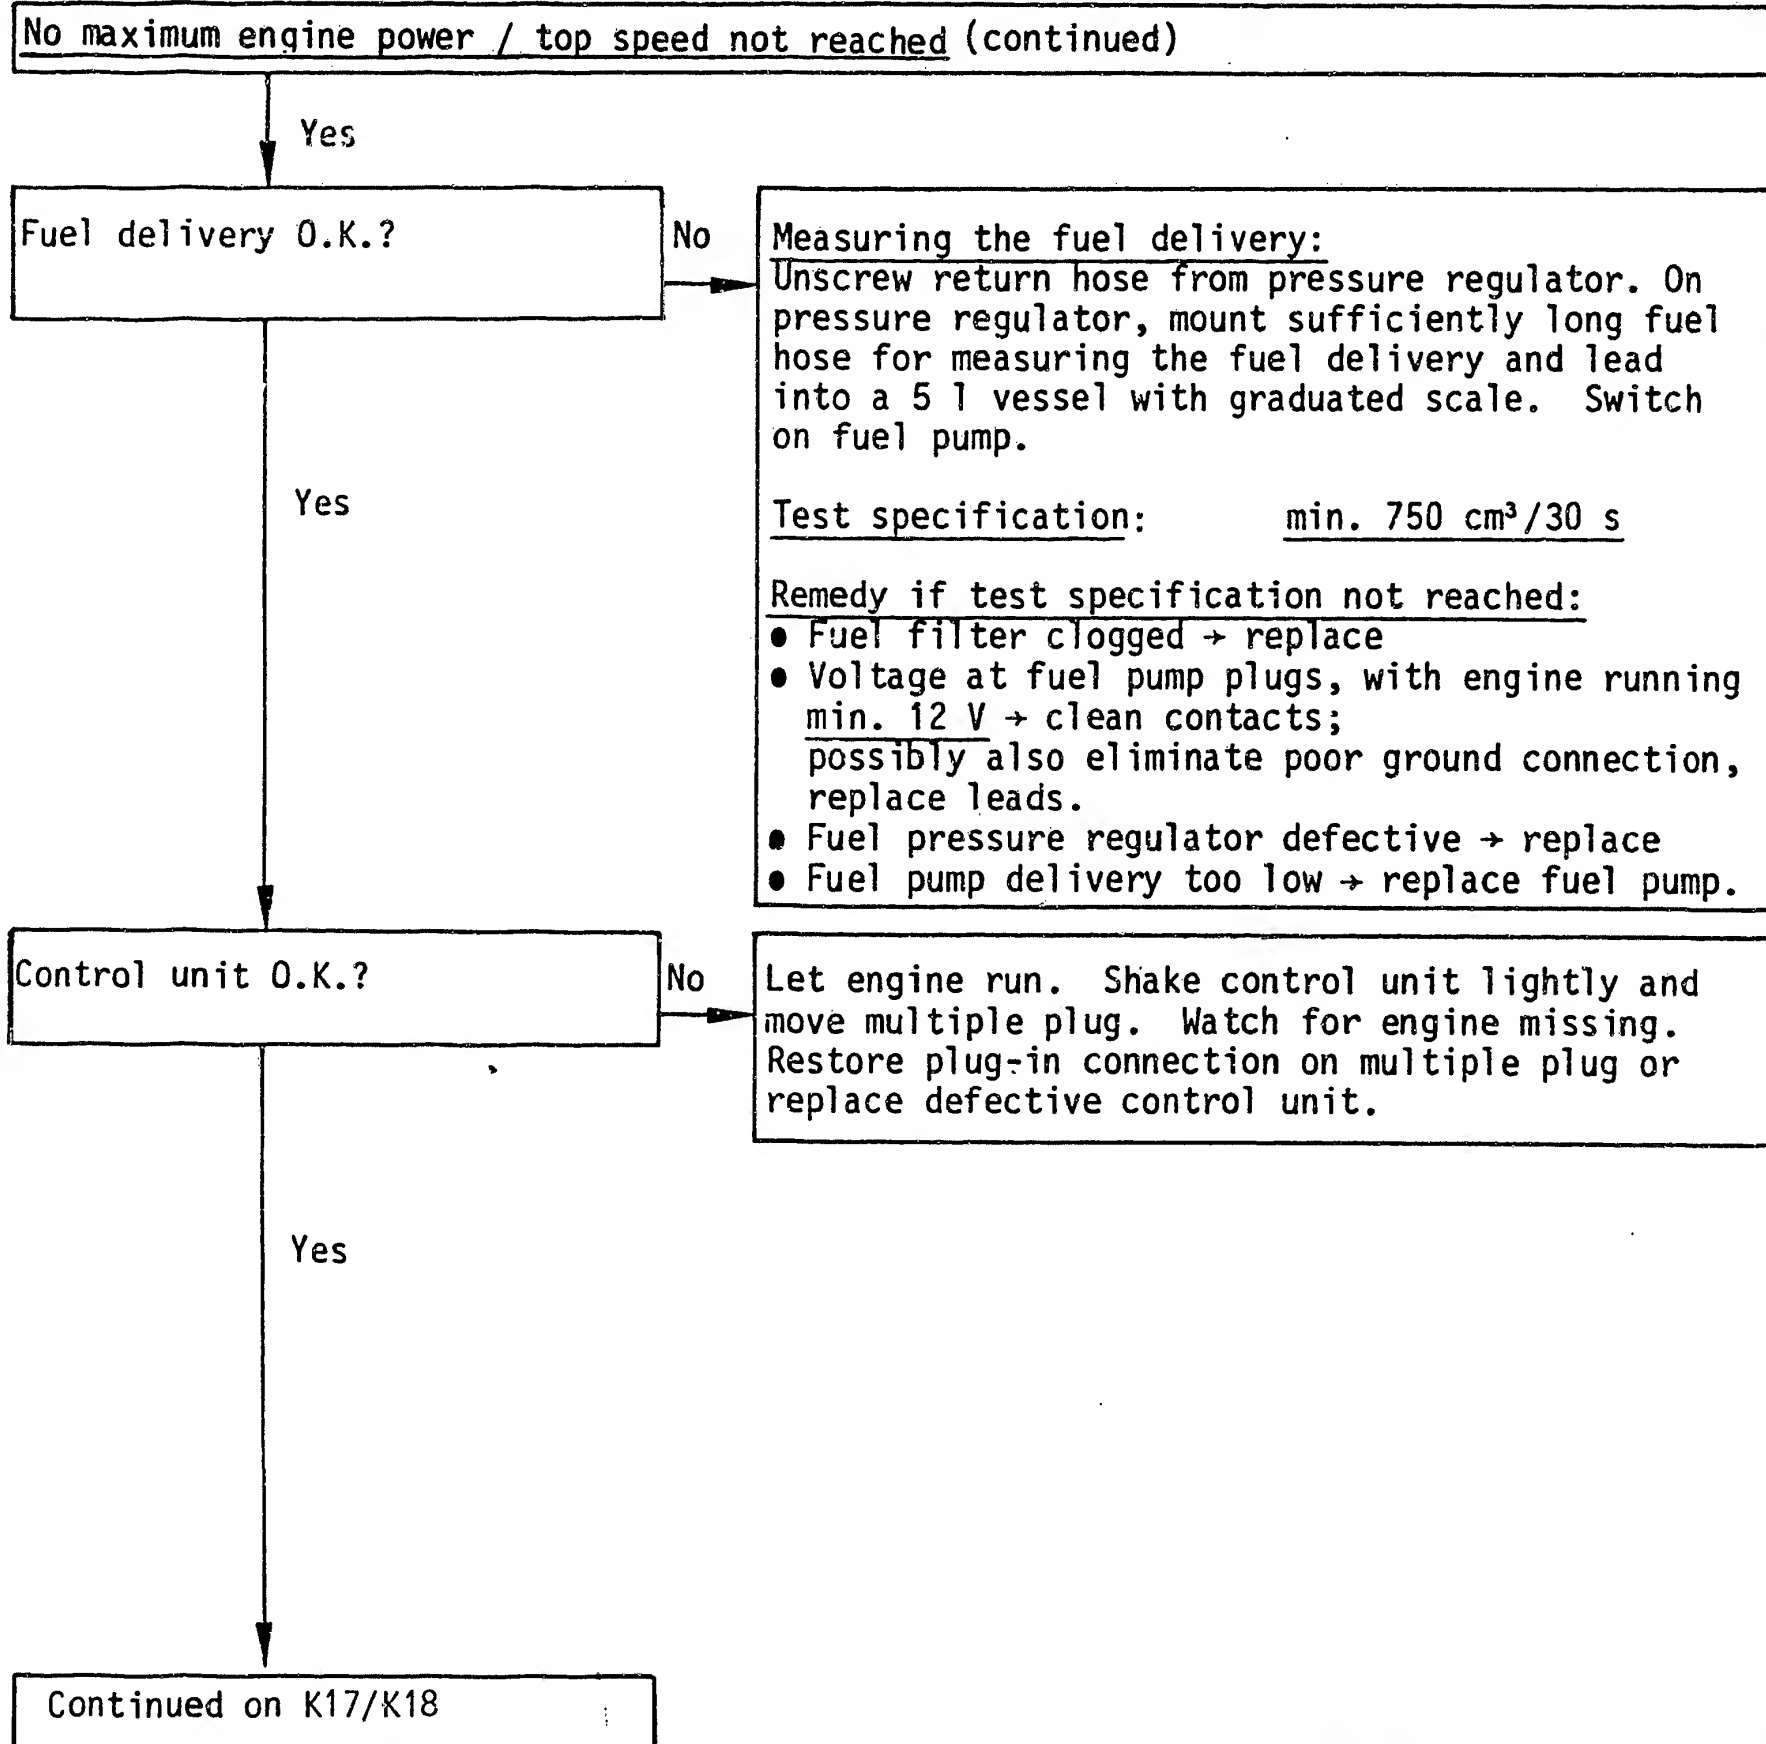 No maximum engine power / top speed not reached (continued)
Yes
Fuel delivery O.K.?
No
Measuring the fuel delivery:
Unscrew return hose from pressure regulator. On
pressure regulator, mount sufficiently long fuel
hose for measuring the fuel delivery and lead
into a 5 l vessel with graduated scale. Switch
on fuel pump.
Test specification: min. 750 cm³/30 s
Remedy if test specification not reached:
● Fuel filter clogged → replace
● Voltage at fuel pump plugs, with engine running
min. 12 V → clean contacts;
possibly also eliminate poor ground connection,
replace leads.
● Fuel pressure regulator defective → replace
● Fuel pump delivery too low → replace fuel pump.
Yes
Control unit O.K.?
No
Let engine run. Shake control unit lightly and
move multiple plug. Watch for engine missing.
Restore plug-in connection on multiple plug or
replace defective control unit.
Yes
Continued on K17/K18